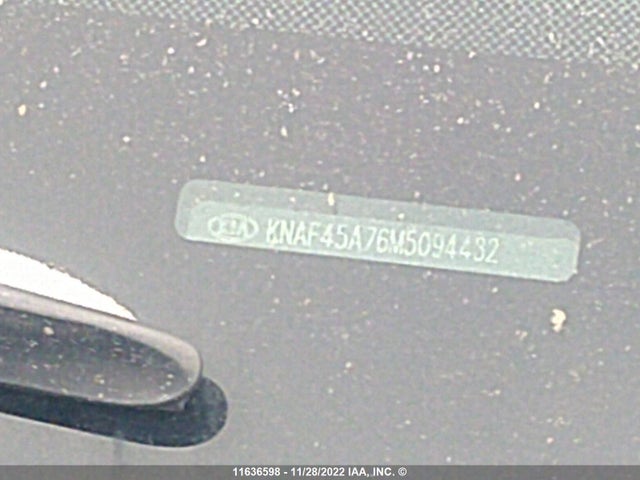 KIA KNAF45A76M5094432
11636598 - 11/28/2022 IAA, INC. ©